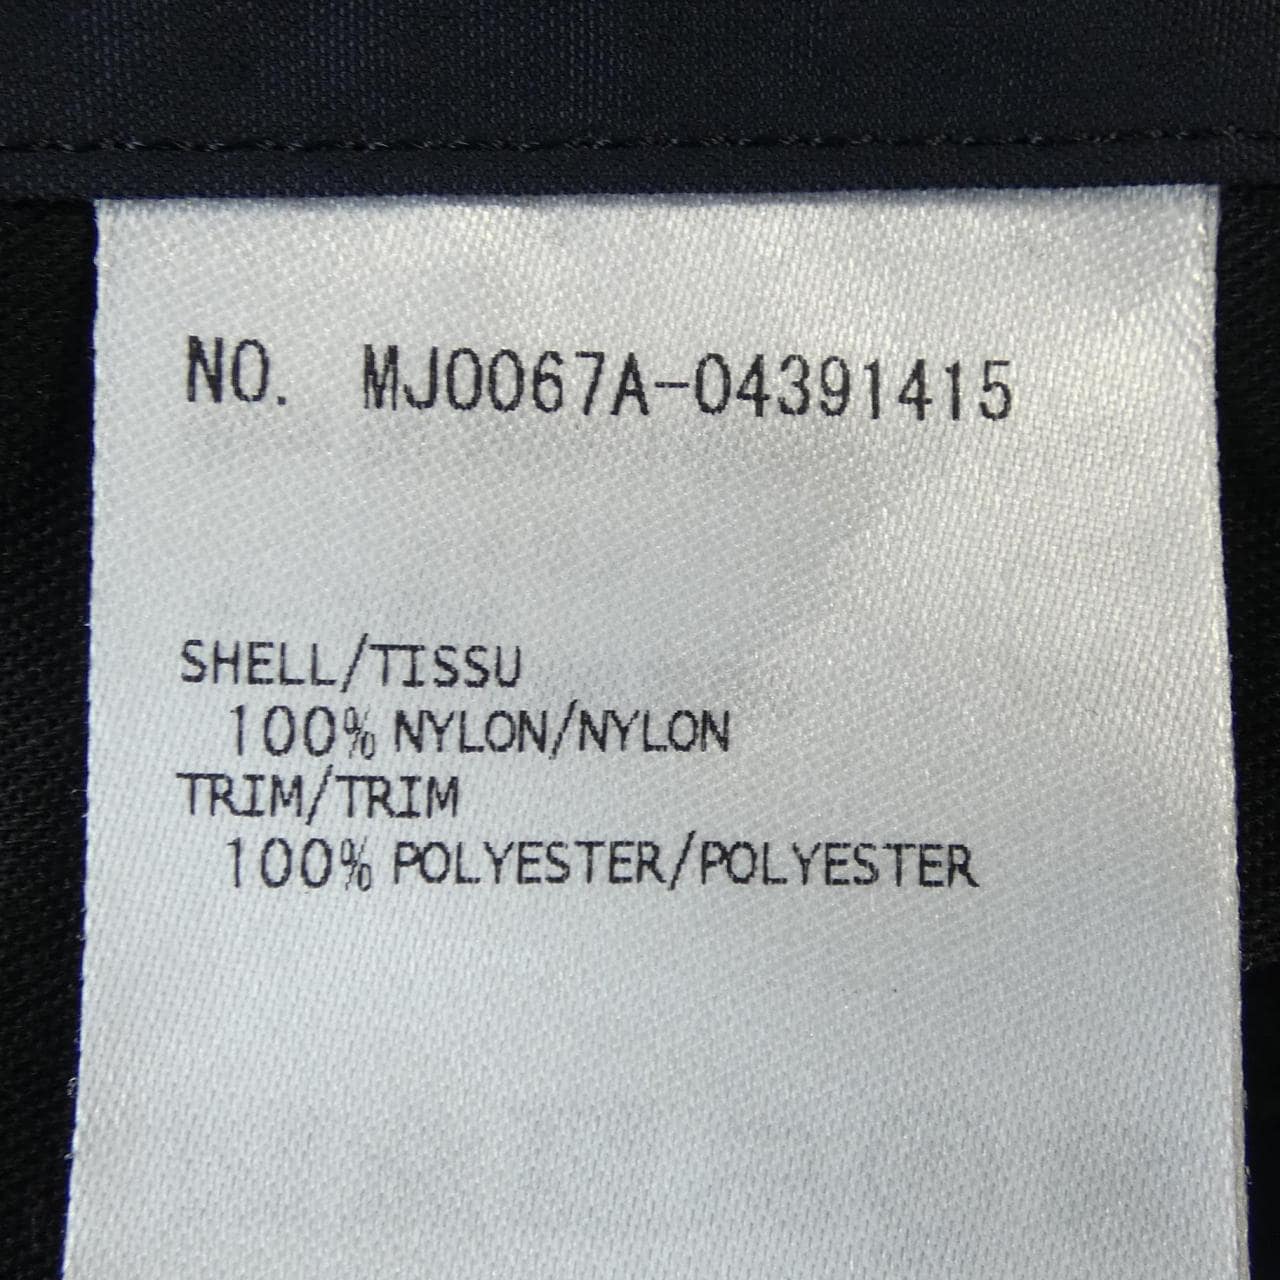 NO. MJ0067A-04391415
SHELL/TISSU
100% NYLON/NYLON
TRIM/TRIM
100% POLYESTER/POLYESTER